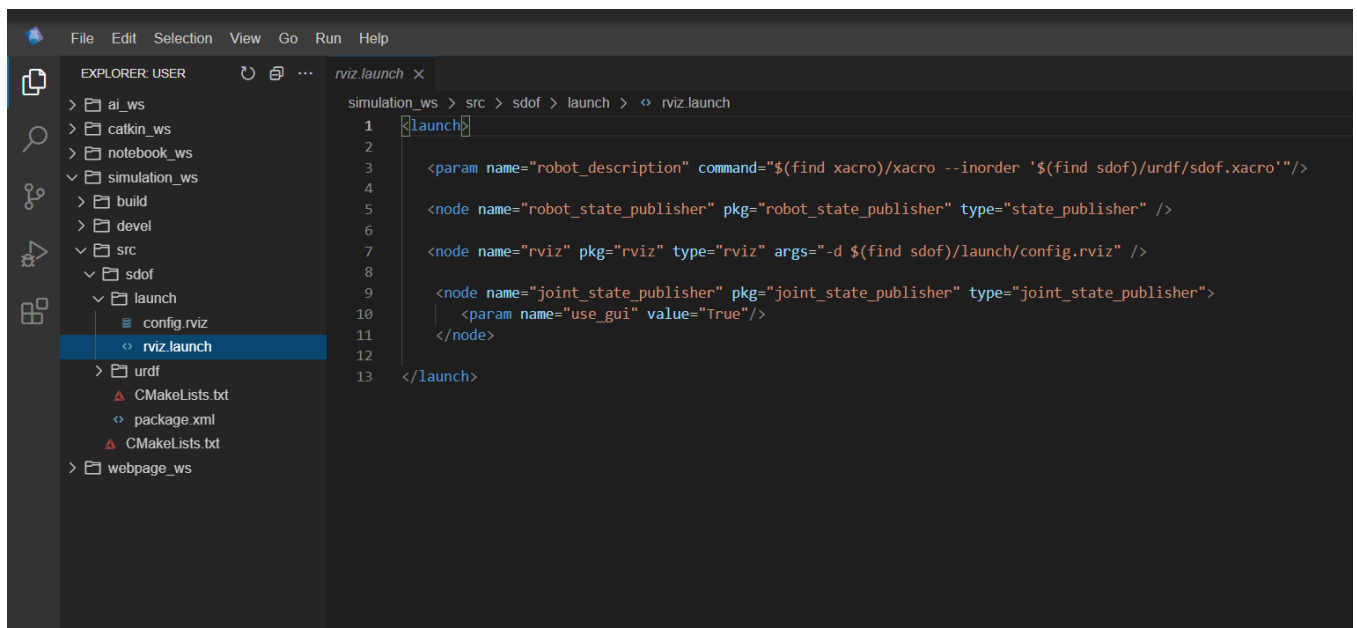 File Edit Selection View Go Run Help
EXPLORER: USER
ai_ws
catkin_ws
notebook_ws
simulation_ws
build
devel
src
sdof
launch
config.rviz
rviz.launch
urdf
CMakeLists.txt
package.xml
CMakeLists.txt
webpage_ws
rviz.launch
simulation_ws > src > sdof > launch > rviz.launch
1 <launch>
2
3 <param name="robot_description" command="$(find xacro)/xacro --inorder '$(find sdof)/urdf/sdof.xacro'"/>
4
5 <node name="robot_state_publisher" pkg="robot_state_publisher" type="state_publisher" />
6
7 <node name="rviz" pkg="rviz" type="rviz" args="-d $(find sdof)/launch/config.rviz" />
8
9 <node name="joint_state_publisher" pkg="joint_state_publisher" type="joint_state_publisher">
10 <param name="use_gui" value="True"/>
11 </node>
12
13 </launch>